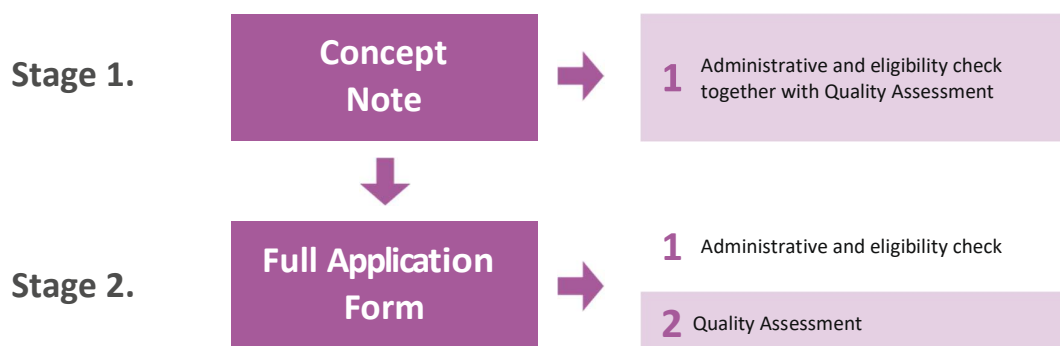 Stage 1.
Concept
Note
1
Administrative and eligibility check
together with Quality Assessment
Stage 2.
Full Application
Form
1
Administrative and eligibility check
2
Quality Assessment